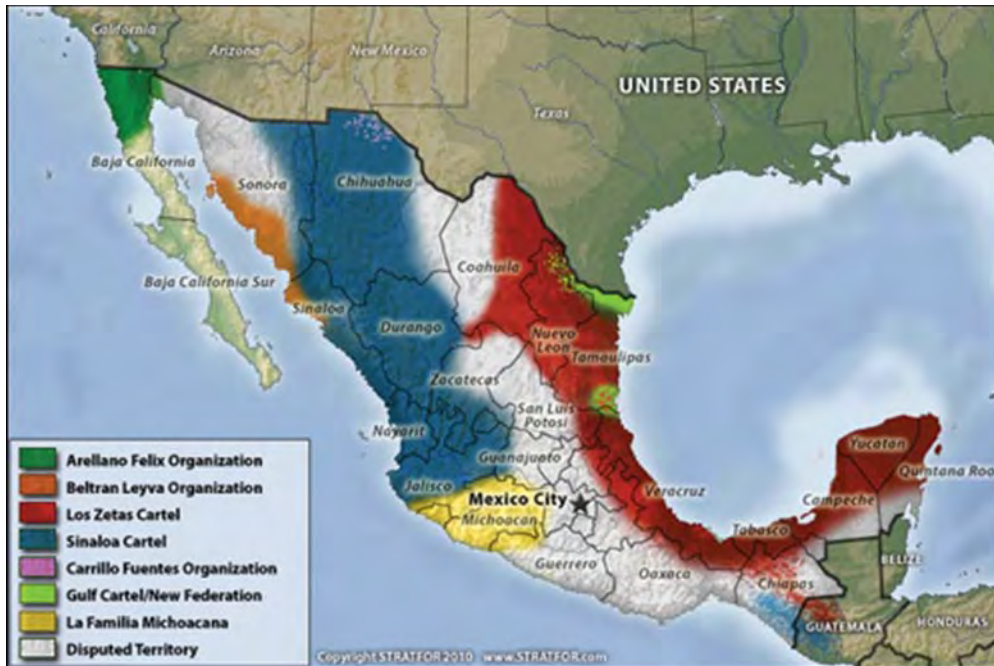 California
Arizona
New Mexico
UNITED STATES
Texas
Baja California
Sonora
Chihuahua
Coahuila
Baja California Sur
Sinaloa
Durango
Nuevo
Leon
Tamaulipas
Zacatecas
San Luis
Potosi
Nayarit
Guanajuato
Yucatan
Quintana Roo
Jalisco
Mexico City
Michoacan
Veracruz
Campeche
Tabasco
Guerrero
Oaxaca
Chiapas
BELIZE
GUATEMALA
HONDURAS
Arellano Felix Organization
Beltran Leyva Organization
Los Zetas Cartel
Sinaloa Cartel
Carrillo Fuentes Organization
Gulf Cartel/New Federation
La Familia Michoacana
Disputed Territory
Copyright STRATFOR 2010 www.STRATFOR.com